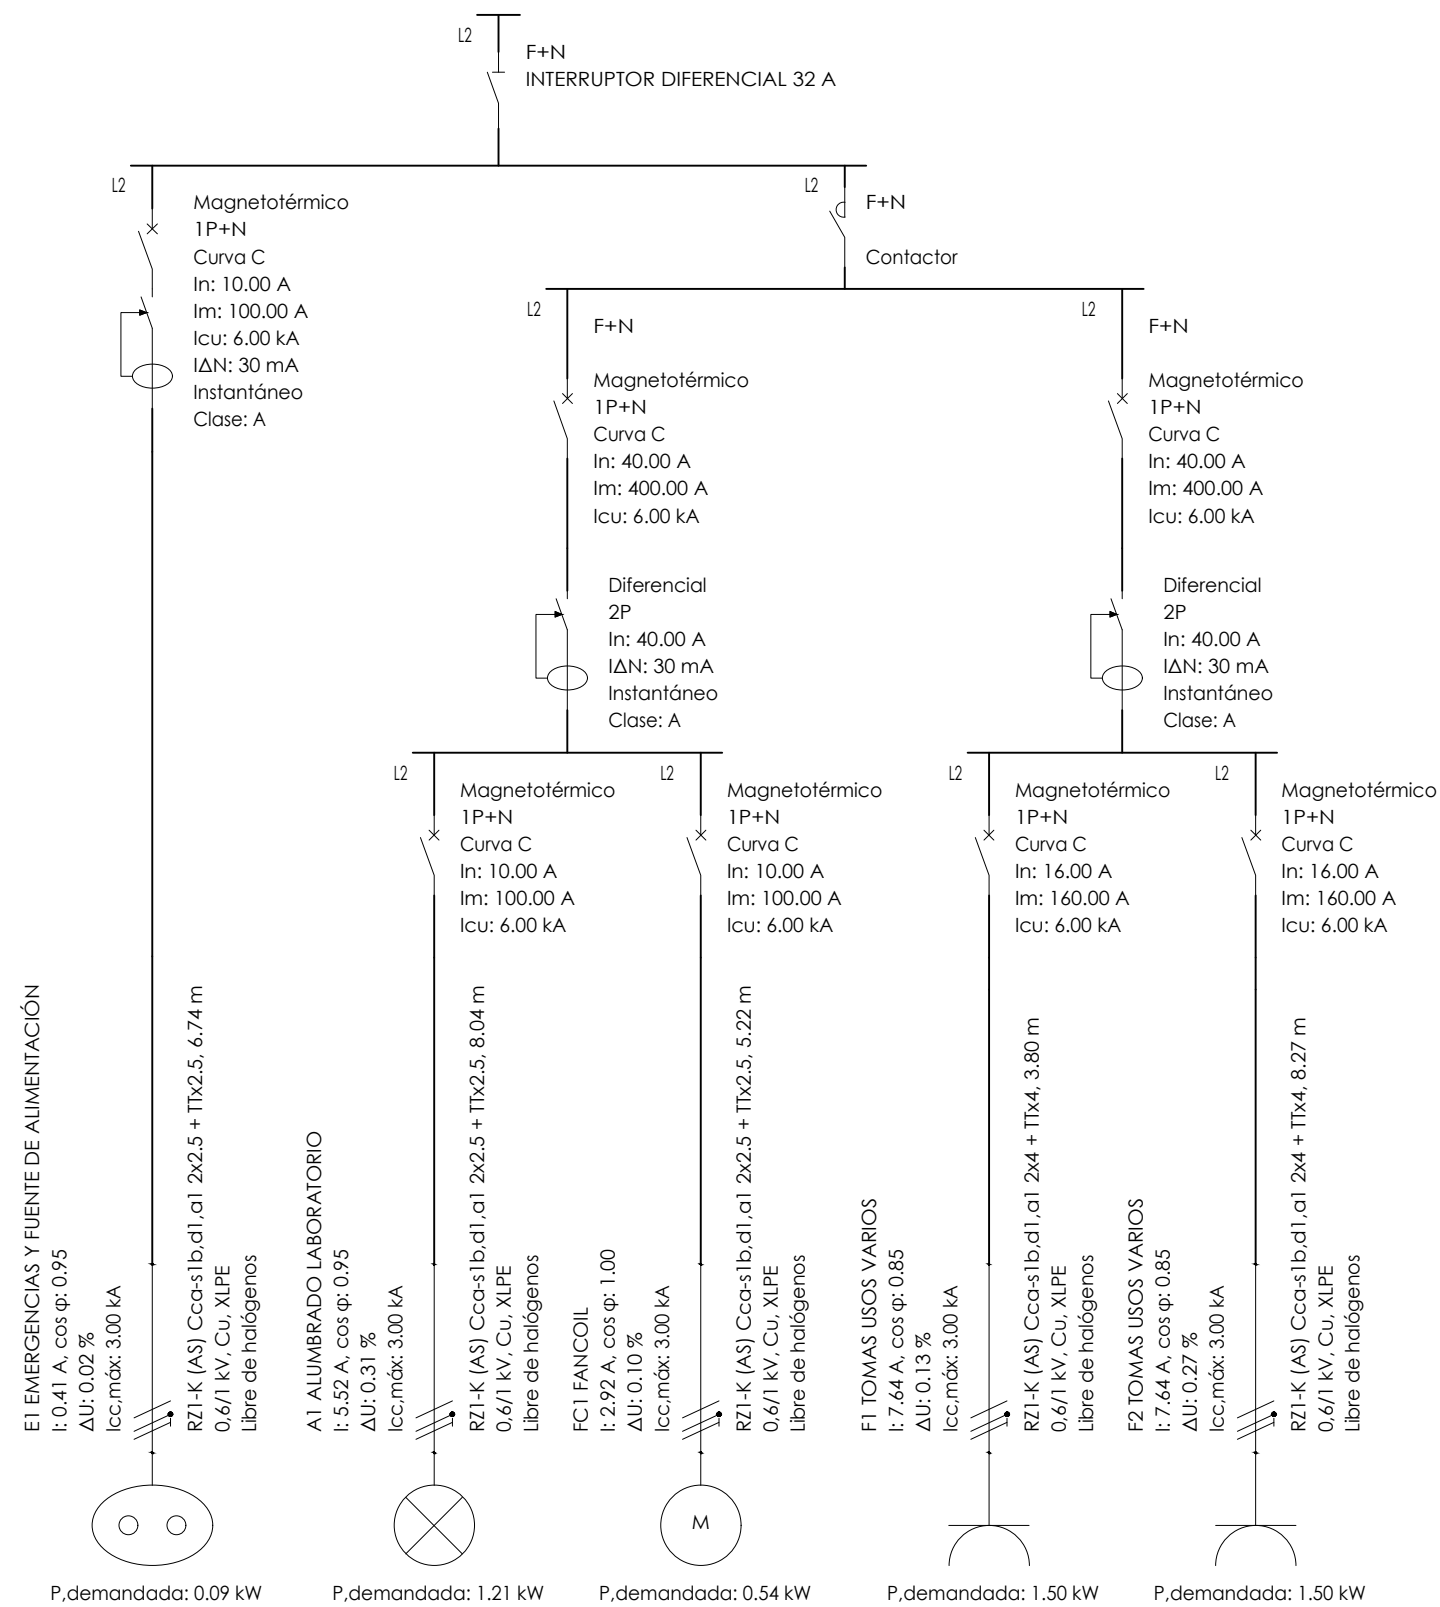 L2
F+N
INTERRUPTOR DIFERENCIAL 32 A
L2
Magnetotérmico
1P+N
Curva C
In: 10.00 A
Im: 100.00 A
Icu: 6.00 kA
IΔN: 30 mA
Instantáneo
Clase: A
L2
F+N
Contactor
L2
F+N
Magnetotérmico
1P+N
Curva C
In: 40.00 A
Im: 400.00 A
Icu: 6.00 kA
Diferencial
2P
In: 40.00 A
IΔN: 30 mA
Instantáneo
Clase: A
L2
F+N
Magnetotérmico
1P+N
Curva C
In: 40.00 A
Im: 400.00 A
Icu: 6.00 kA
Diferencial
2P
In: 40.00 A
IΔN: 30 mA
Instantáneo
Clase: A
L2
Magnetotérmico
1P+N
Curva C
In: 10.00 A
Im: 100.00 A
Icu: 6.00 kA
L2
Magnetotérmico
1P+N
Curva C
In: 10.00 A
Im: 100.00 A
Icu: 6.00 kA
L2
Magnetotérmico
1P+N
Curva C
In: 16.00 A
Im: 160.00 A
Icu: 6.00 kA
L2
Magnetotérmico
1P+N
Curva C
In: 16.00 A
Im: 160.00 A
Icu: 6.00 kA
E1 EMERGENCIAS Y FUENTE DE ALIMENTACIÓN
I: 0.41 A, cos φ: 0.95
ΔU: 0.02 %
Icc,máx: 3.00 kA
RZ1-K (AS) Cca-s1b,d1,a1 2x2.5 + TTx2.5, 6.74 m
0,6/1 kV, Cu, XLPE
Libre de halógenos
A1 ALUMBRADO LABORATORIO
I: 5.52 A, cos φ: 0.95
ΔU: 0.31 %
Icc,máx: 3.00 kA
RZ1-K (AS) Cca-s1b,d1,a1 2x2.5 + TTx2.5, 8.04 m
0,6/1 kV, Cu, XLPE
Libre de halógenos
FC1 FANCOIL
I: 2.92 A, cos φ: 1.00
ΔU: 0.10 %
Icc,máx: 3.00 kA
RZ1-K (AS) Cca-s1b,d1,a1 2x2.5 + TTx2.5, 5.22 m
0,6/1 kV, Cu, XLPE
Libre de halógenos
F1 TOMAS USOS VARIOS
I: 7.64 A, cos φ: 0.85
ΔU: 0.13 %
Icc,máx: 3.00 kA
RZ1-K (AS) Cca-s1b,d1,a1 2x4 + TTx4, 3.80 m
0,6/1 kV, Cu, XLPE
Libre de halógenos
F2 TOMAS USOS VARIOS
I: 7.64 A, cos φ: 0.85
ΔU: 0.27 %
Icc,máx: 3.00 kA
RZ1-K (AS) Cca-s1b,d1,a1 2x4 + TTx4, 8.27 m
0,6/1 kV, Cu, XLPE
Libre de halógenos
M
P,demandada: 0.09 kW
P,demandada: 1.21 kW
P,demandada: 0.54 kW
P,demandada: 1.50 kW
P,demandada: 1.50 kW